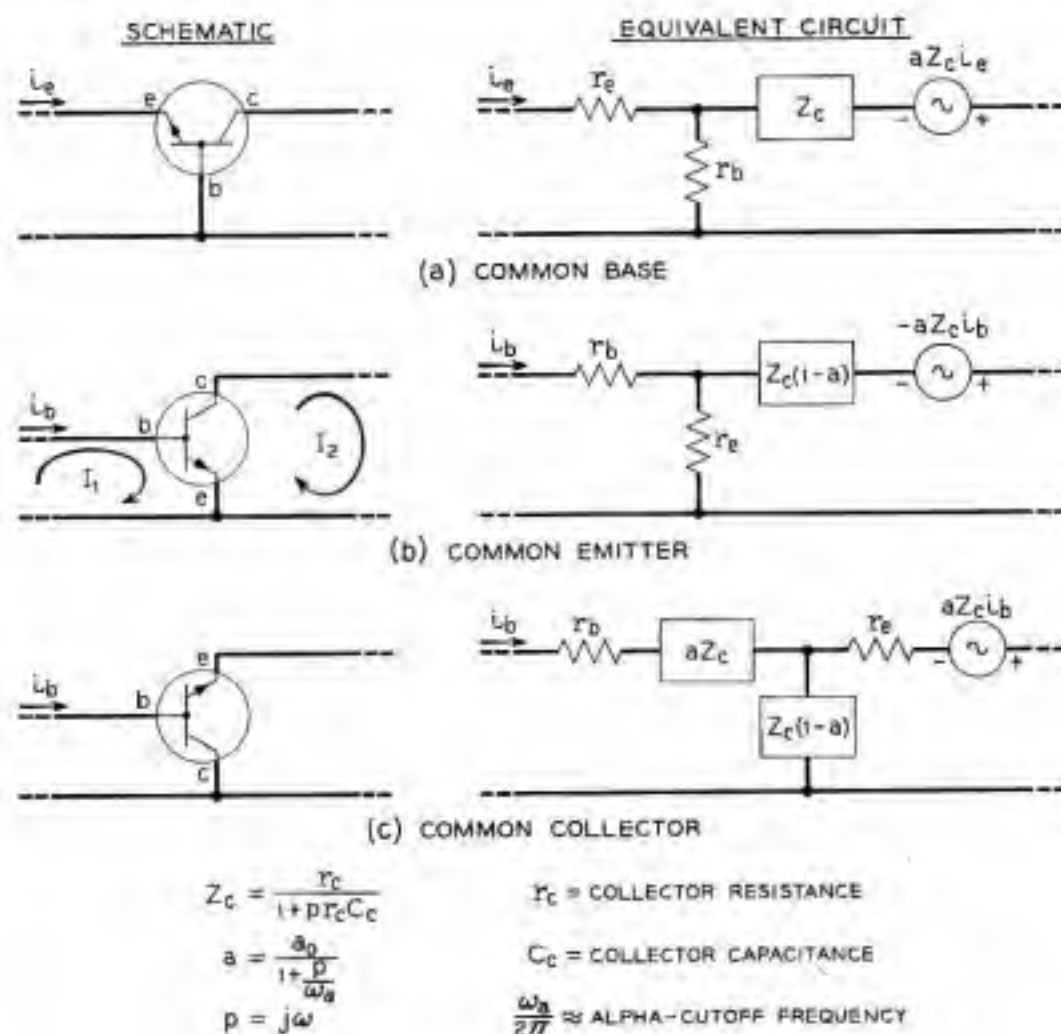 SCHEMATIC EQUIVALENT CIRCUIT
ie e c b
ie re Zc aZcie - ~ + rb
(a) COMMON BASE
ib b c e I1 I2
ib rb Zc(1-a) -aZcib - ~ + re
(b) COMMON EMITTER
ib b e c
ib rb aZc re aZcib - ~ + Zc(1-a)
(c) COMMON COLLECTOR
Zc = rc / 1+prcCc rc = COLLECTOR RESISTANCE
a = a0 / 1+p/ωa Cc = COLLECTOR CAPACITANCE
p = jω ωa/2π ≈ ALPHA-CUTOFF FREQUENCY